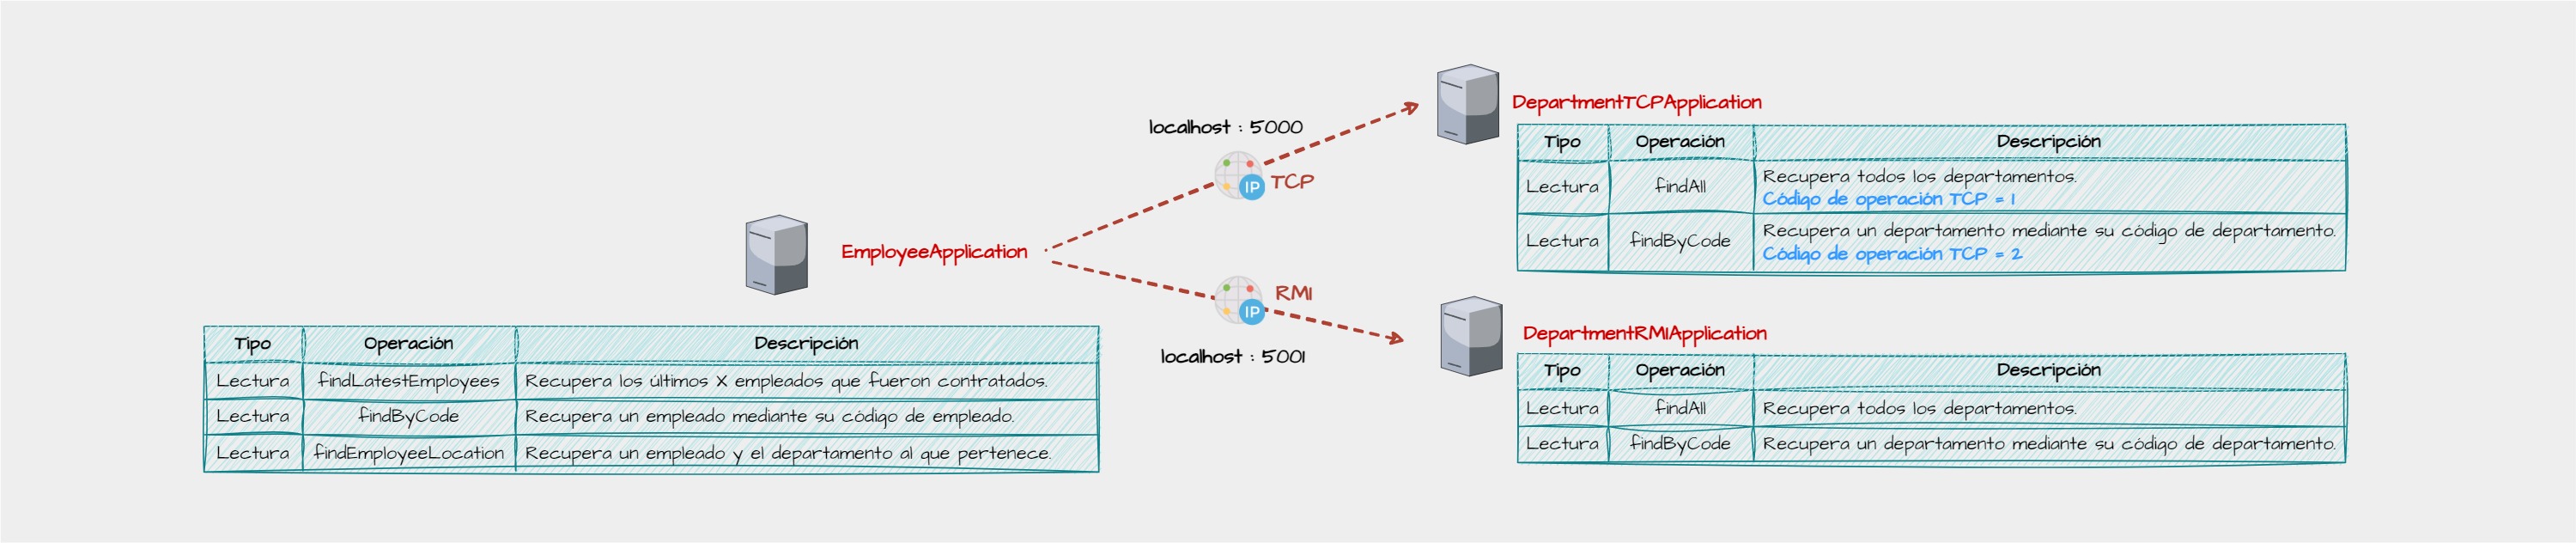 localhost : 5000
TCP
DepartmentTCPApplication
Tipo Operación Descripción
Lectura findAll Recupera todos los departamentos.
Código de operación TCP = 1
Lectura findByCode Recupera un departamento mediante su código de departamento.
Código de operación TCP = 2
EmployeeApplication
IP
IP
RMI
localhost : 5001
Tipo Operación Descripción
Lectura findLatestEmployees Recupera los últimos X empleados que fueron contratados.
Lectura findByCode Recupera un empleado mediante su código de empleado.
Lectura findEmployeeLocation Recupera un empleado y el departamento al que pertenece.
DepartmentRMIApplication
Tipo Operación Descripción
Lectura findAll Recupera todos los departamentos.
Lectura findByCode Recupera un departamento mediante su código de departamento.